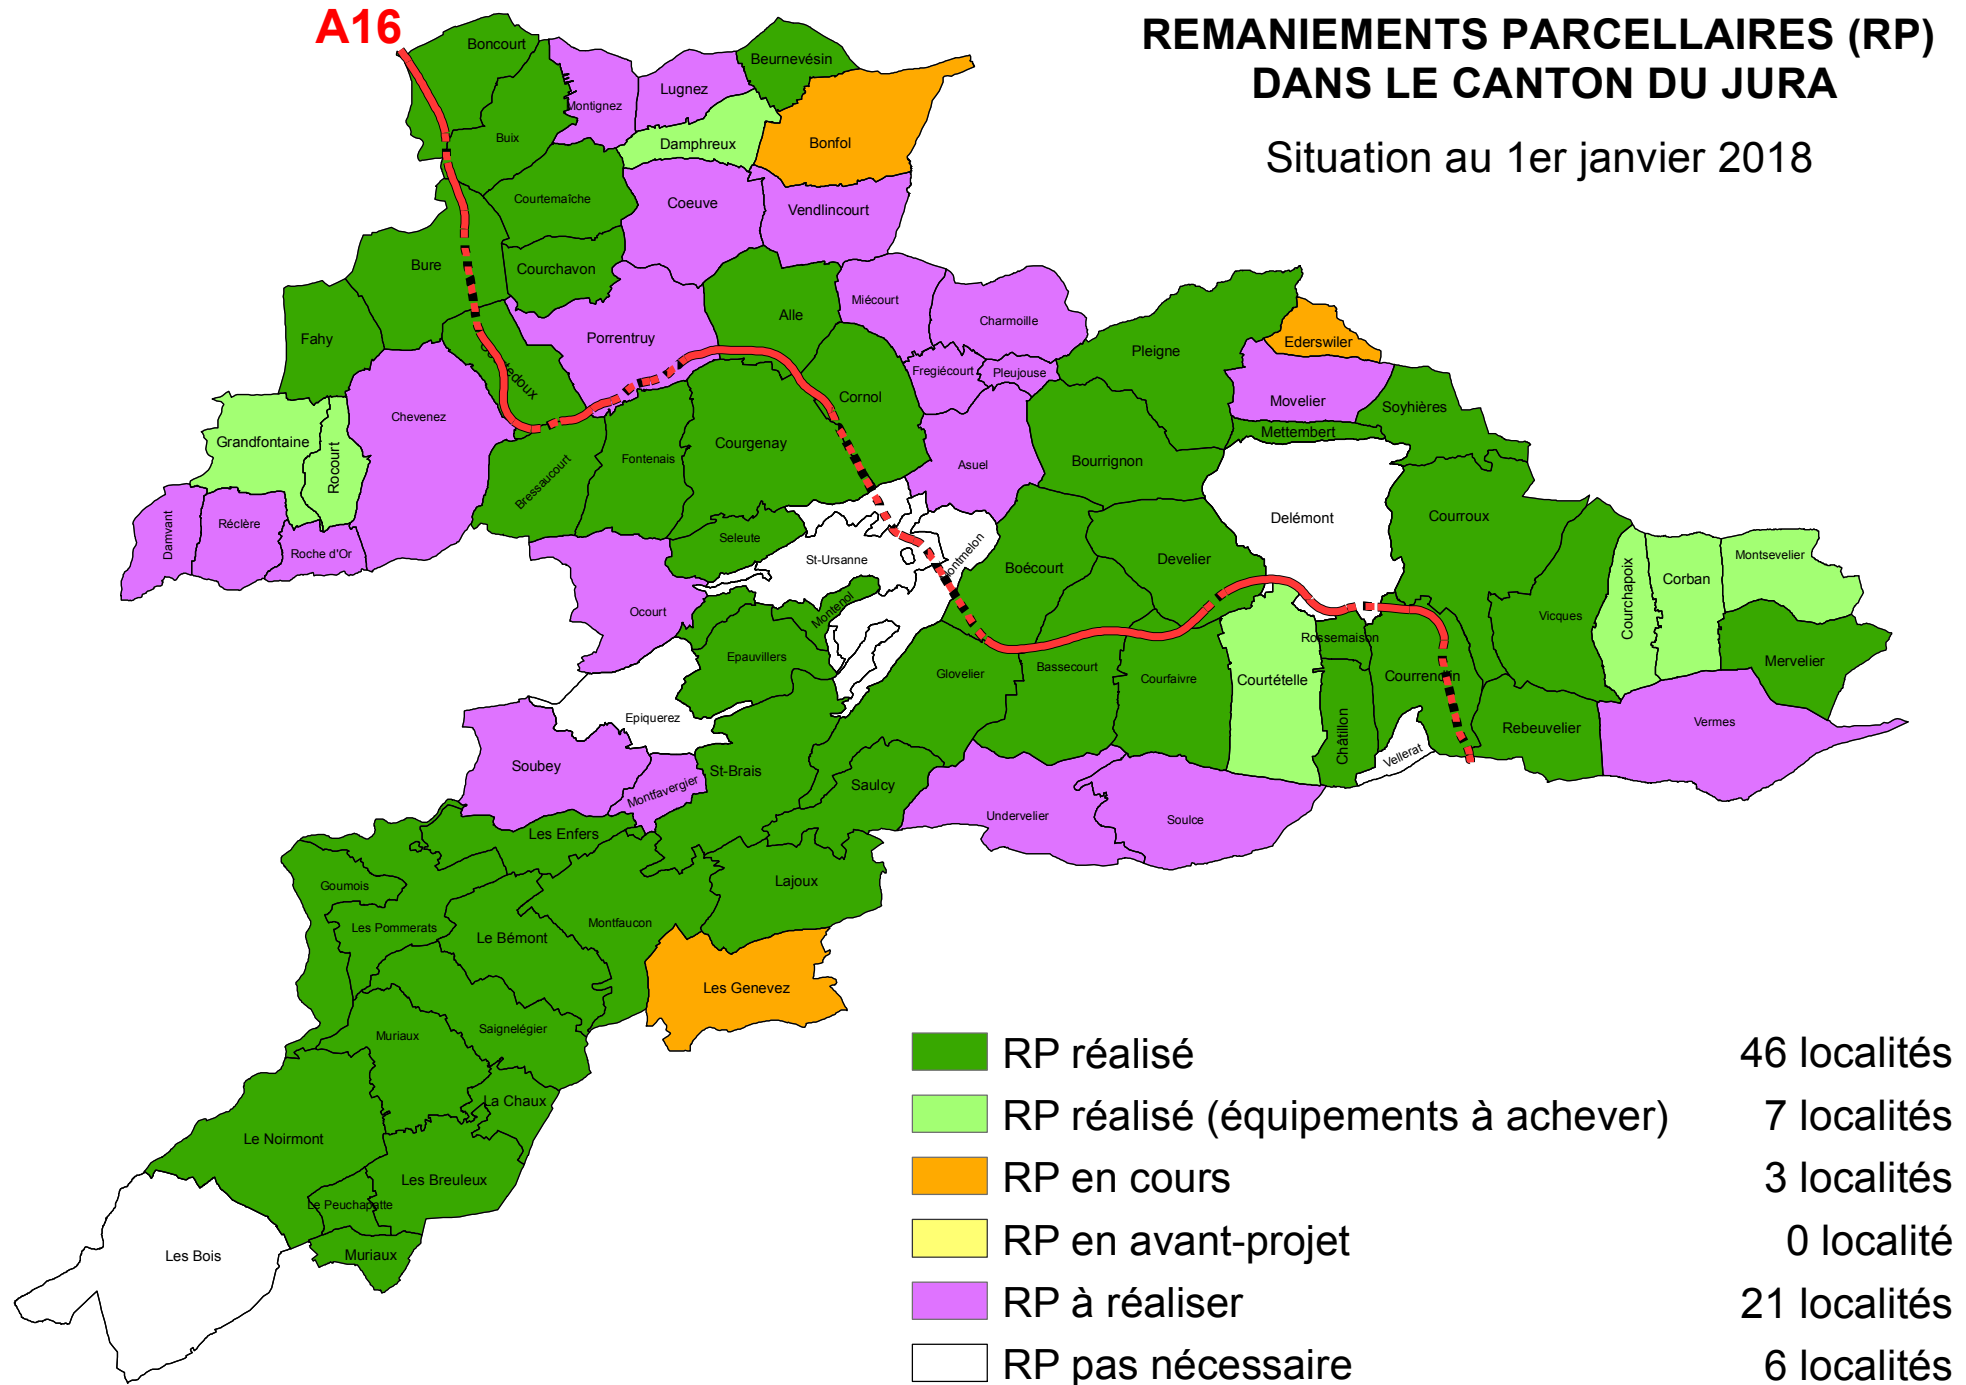 A16
REMANIEMENTS PARCELLAIRES (RP)
DANS LE CANTON DU JURA
Situation au 1er janvier 2018
Boncourt
Beurnevésin
Montignez
Lugnez
Buix
Damphreux
Bonfol
Courtemaîche
Coeuve
Vendlincourt
Bure
Courchavon
Miécourt
Alle
Charmoille
Fahy
Porrentruy
Pleigne
Ederswiler
Fregiécourt
Pleujouse
Cornol
Movelier
Soyhières
Chevenez
Mettembert
Grandfontaine
Rocourt
Courgenay
Fontenais
Bressaucourt
Asuel
Bourrignon
Delémont
Courroux
Damvant
Réclère
Roche d'Or
Seleute
St-Ursanne
Boécourt
Develier
Montsevelier
Corban
Courchapoix
Ocourt
Montenol
Vicques
Rossemaison
Epauvillers
Mervelier
Glovelier
Bassecourt
Courfaivre
Courtételle
Courrendlin
Epiquerez
Châtillon
Vellerat
Rebeuvelier
Vermes
Soubey
Montfavergier
St-Brais
Saulcy
Undervelier
Soulce
Les Enfers
Goumois
Lajoux
Les Pommerats
Le Bémont
Montfaucon
Les Genevez
Muriaux
Saignelégier
La Chaux
Le Noirmont
Les Breuleux
Le Peuchapatte
Les Bois
Muriaux
RP réalisé 46 localités
RP réalisé (équipements à achever) 7 localités
RP en cours 3 localités
RP en avant-projet 0 localité
RP à réaliser 21 localités
RP pas nécessaire 6 localités